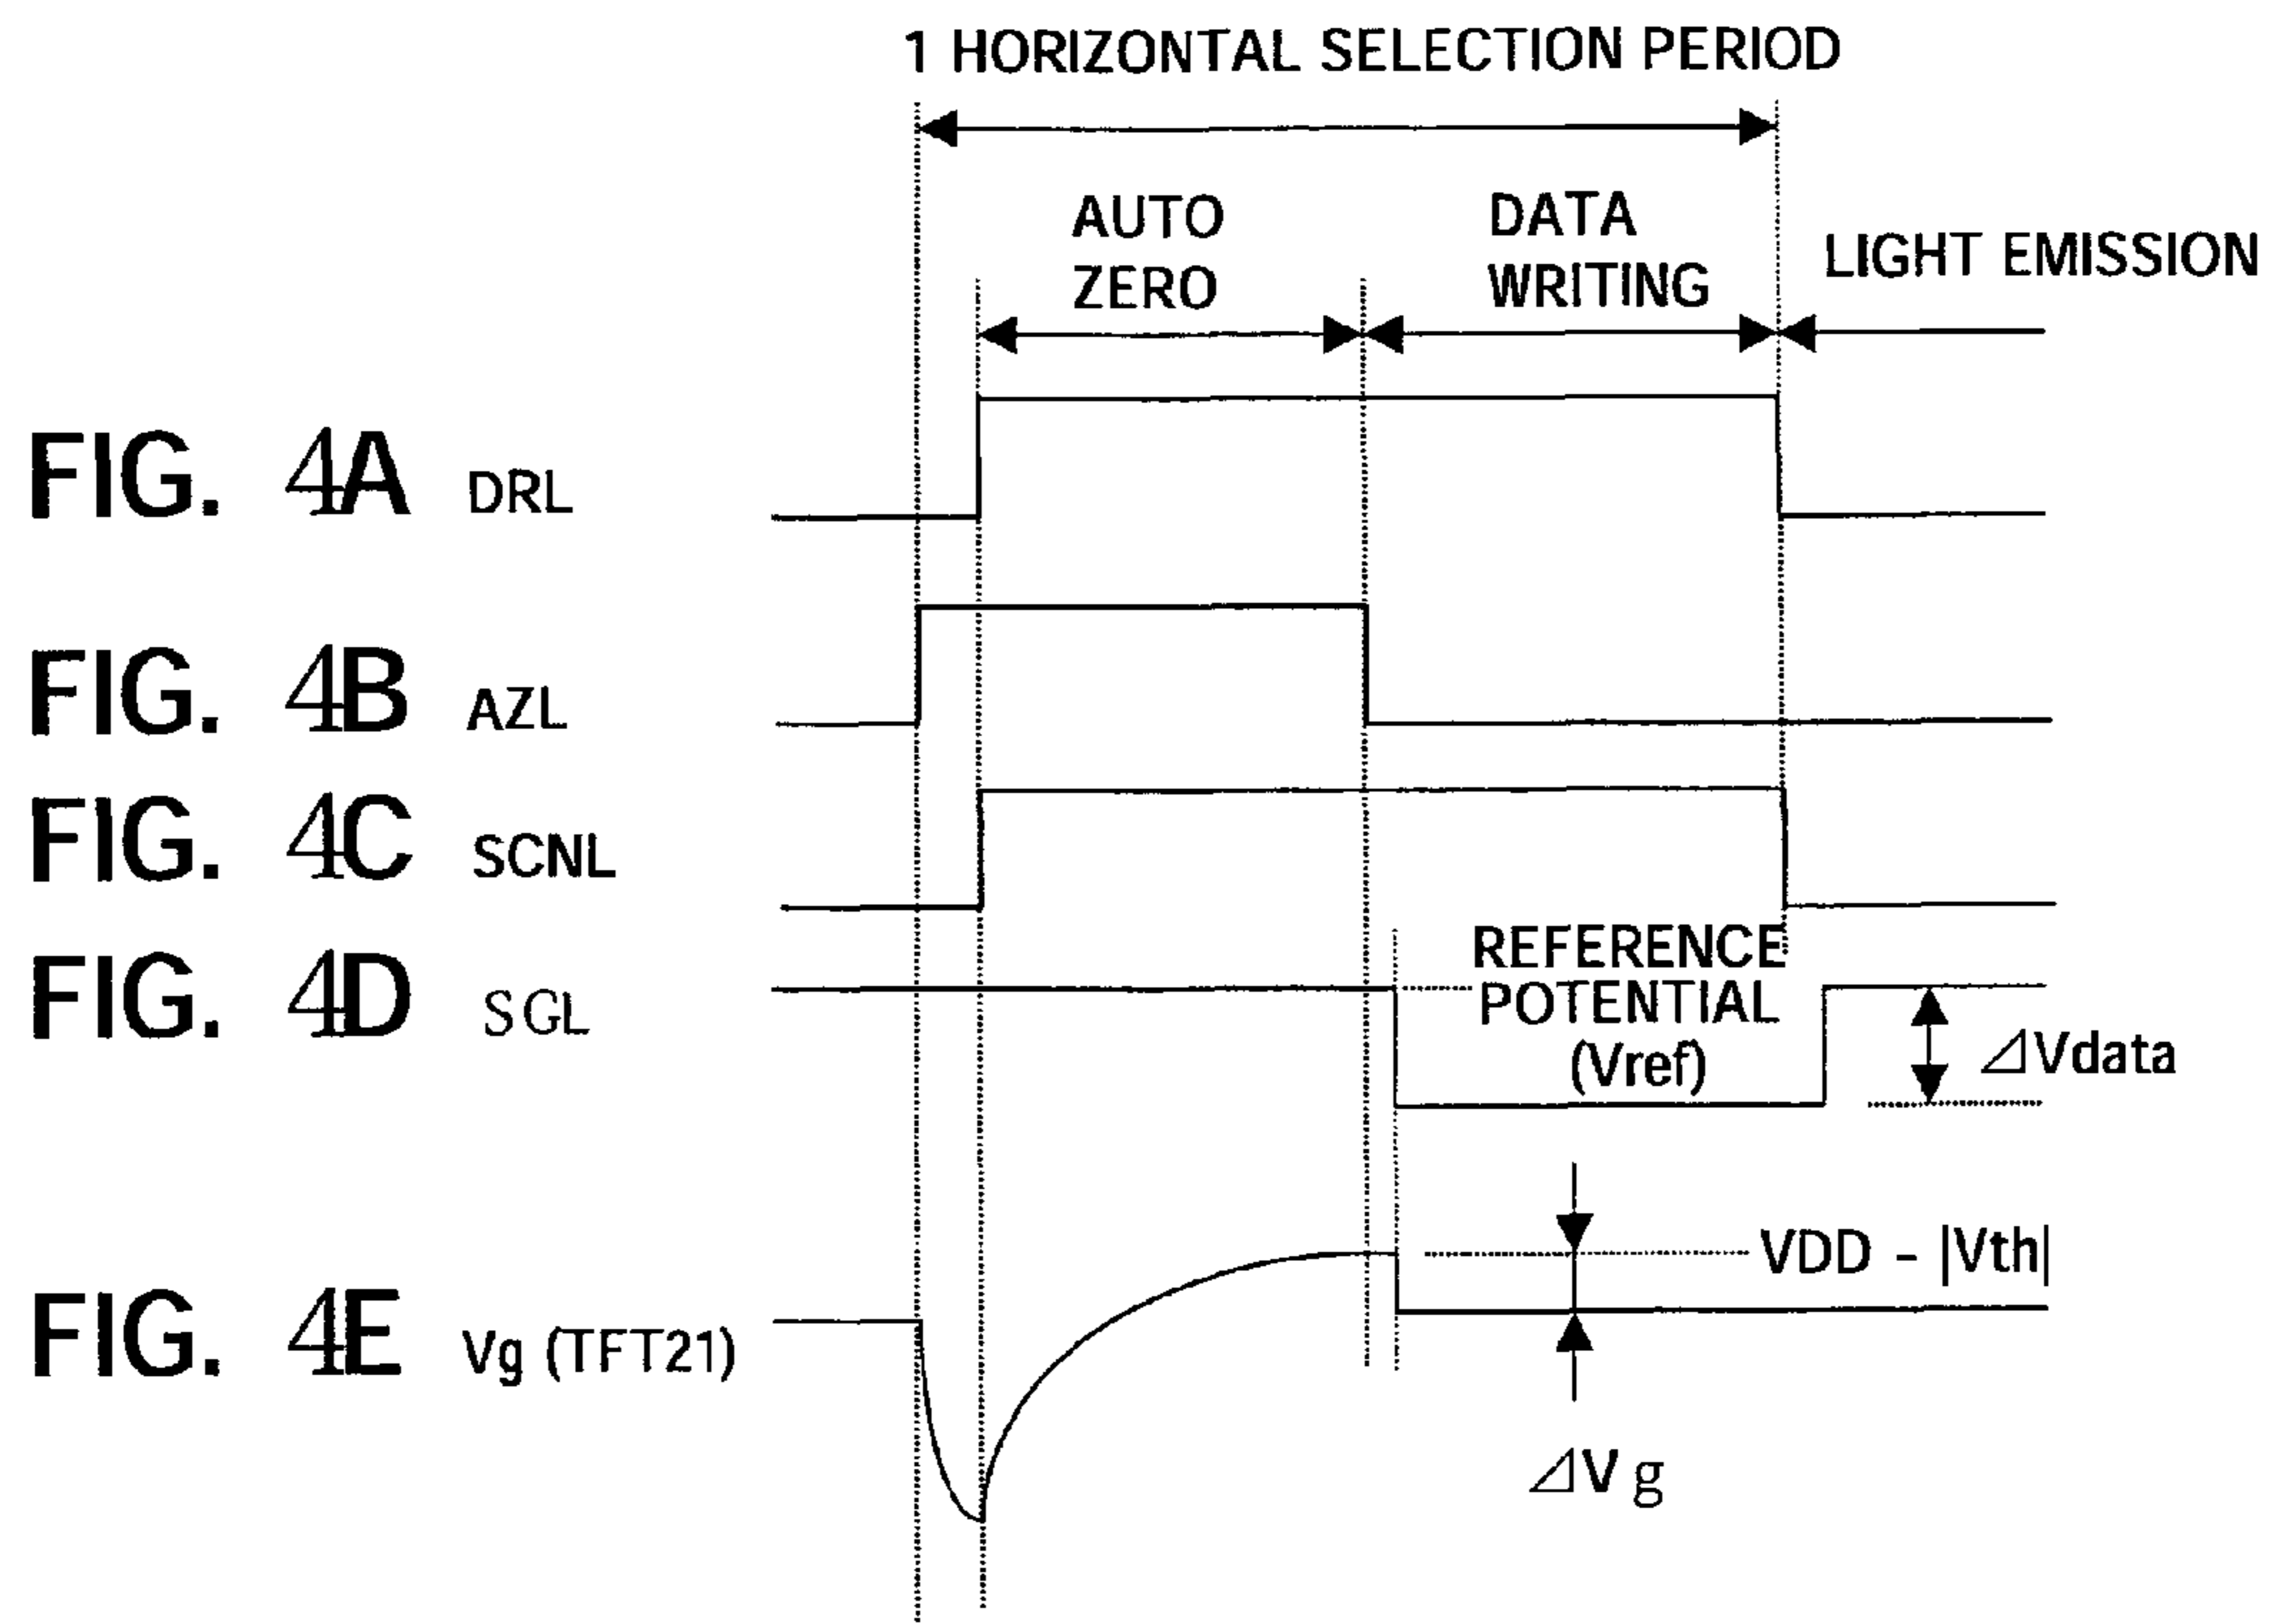 1 HORIZONTAL SELECTION PERIOD
AUTO
ZERO
DATA
WRITING
LIGHT EMISSION
FIG. 4A DRL
FIG. 4B AZL
FIG. 4C SCNL
FIG. 4D SGL
REFERENCE
POTENTIAL
(Vref)
⊿Vdata
FIG. 4E Vg (TFT21)
VDD - |Vth|
⊿Vg